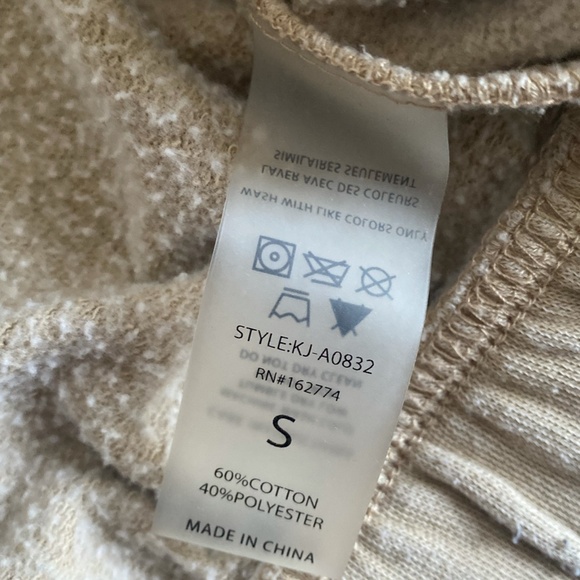 SIMILAIRES SEULEMENT
LAVER AVEC DES COULEURS
WASH WITH LIKE COLORS ONLY
STYLE:KJ-A0832
DO NOT DRY CLEAN
RN#162774
S
60%COTTON
40%POLYESTER
MADE IN CHINA